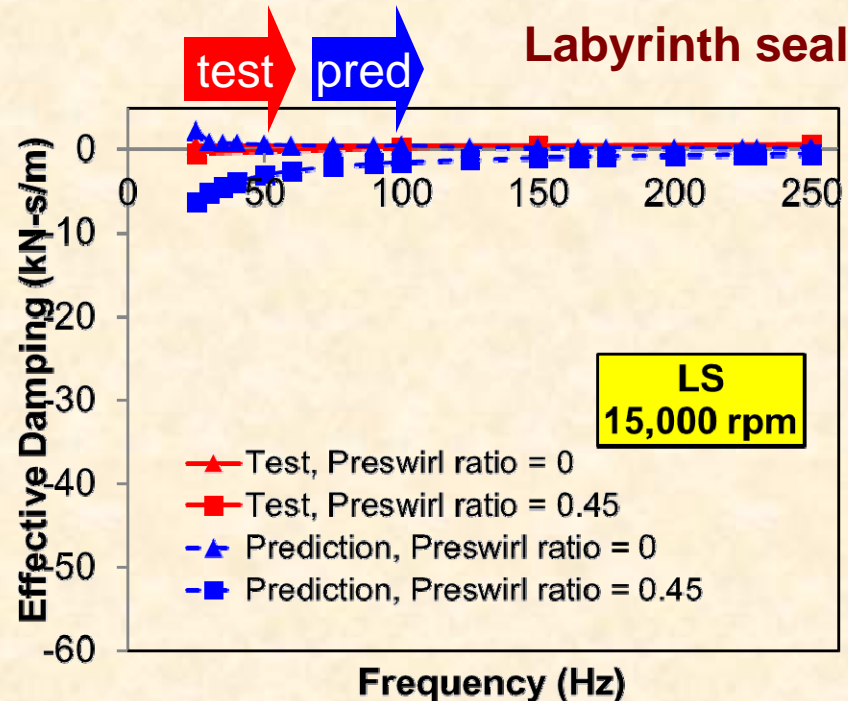 test pred
Labyrinth seal
Effective Damping (kN-s/m)
0
-10
-20
-30
-40
-50
-60
0 50 100 150 200 250
LS
15,000 rpm
Test, Preswirl ratio = 0
Test, Preswirl ratio = 0.45
Prediction, Preswirl ratio = 0
Prediction, Preswirl ratio = 0.45
Frequency (Hz)